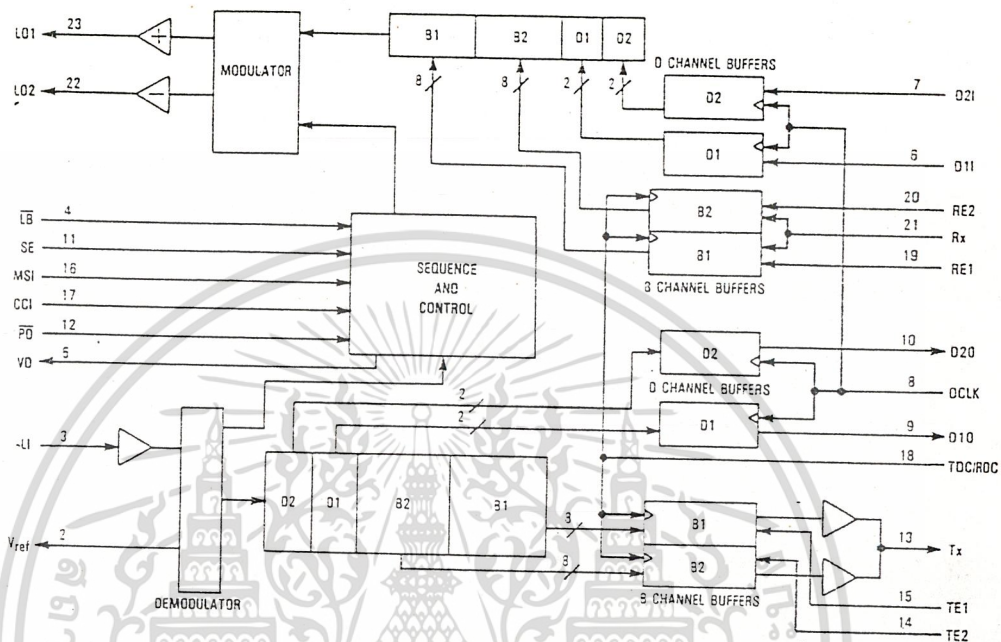 LO1 23
LO2 22
MODULATOR
B1 B2 D1 D2
8 8 2 2
D CHANNEL BUFFERS
D2 7 D2I
D1 6 D1I
B2 20 RE2
21 Rx
B1 19 RE1
B CHANNEL BUFFERS
LB 4
SE 11
MSI 16
CCI 17
PD 12
VD 5
SEQUENCE
AND
CONTROL
D2 10 D2O
D CHANNEL BUFFERS
8 DCLK
D1 9 D1O
18 TDC/RDC
2
2
LI 3
Vref 2
DEMODULATOR
D2 D1 B2 B1
8
8
B1
B2
B CHANNEL BUFFERS
13 Tx
15 TE1
14 TE2